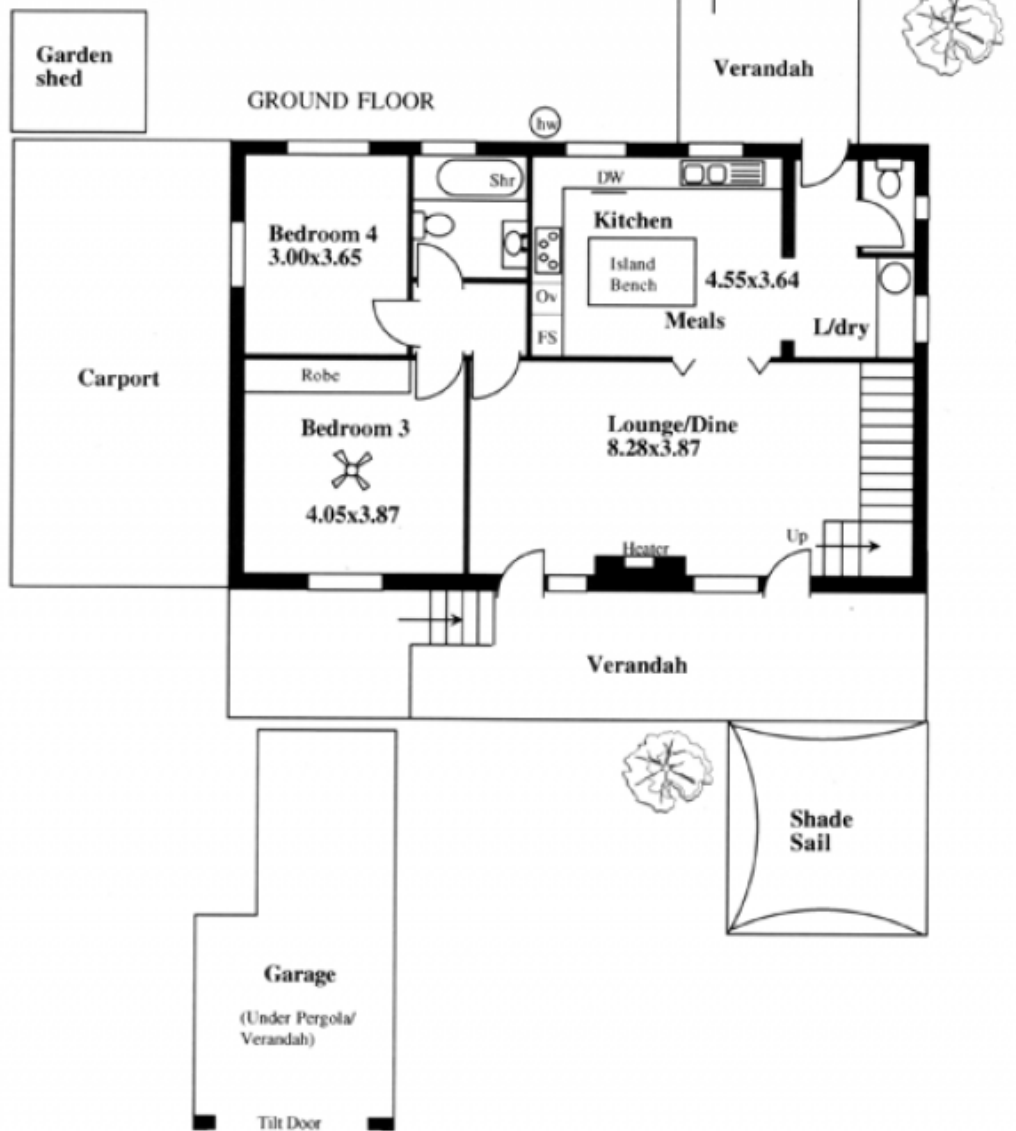 Garden
shed
Verandah
GROUND FLOOR
hw
Shr
DW
Kitchen
Bedroom 4
3.00x3.65
Island
Bench
4.55x3.64
Ov
Meals
L/dry
FS
Carport
Robe
Bedroom 3
Lounge/Dine
8.28x3.87
4.05x3.87
Up
Heater
Verandah
Shade
Sail
Garage
(Under Pergola/
Verandah)
Tilt Door